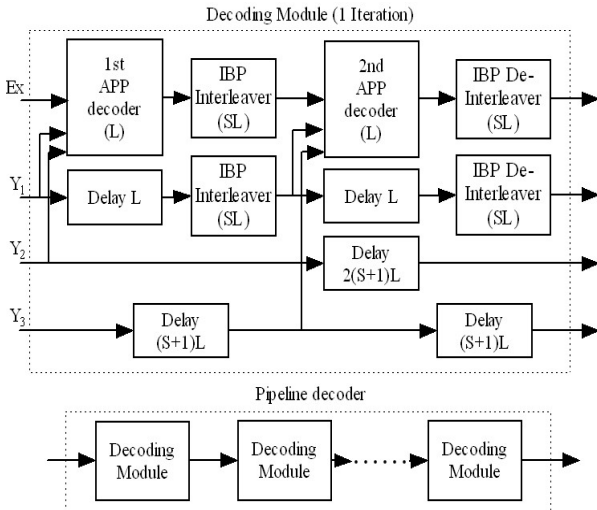 Decoding Module (1 Iteration)
1st
APP
decoder
(L)
IBP
Interleaver
(SL)
2nd
APP
decoder
(L)
IBP De-
Interleaver
(SL)
Ex
Y1
Delay L
IBP
Interleaver
(SL)
Delay L
IBP De-
Interleaver
(SL)
Y2
Delay
2(S+1)L
Y3
Delay
(S+1)L
Delay
(S+1)L
Pipeline decoder
Decoding
Module
Decoding
Module
Decoding
Module